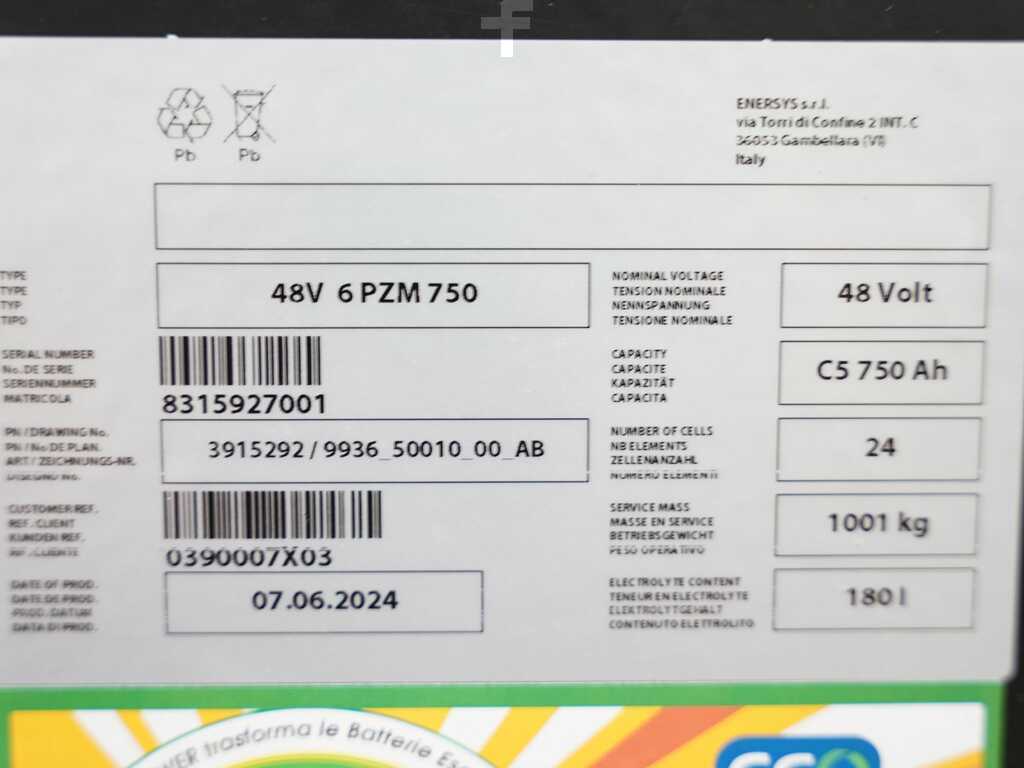 Pb
Pb
ENERSYS s.r.l.
via Torri di Confine 2 INT. C
36053 Gambellara (VI)
Italy
TYPE
TYPE
TYP
TIPO
48V 6 PZM 750
NOMINAL VOLTAGE
TENSION NOMINALE
NENNSPANNUNG
TENSIONE NOMINALE
48 Volt
SERIAL NUMBER
No. DE SERIE
SERIENNUMMER
MATRICOLA
8315927001
CAPACITY
CAPACITE
KAPAZITÄT
CAPACITA
C5 750 Ah
PN / DRAWING No.
PN / No DE PLAN.
ART / ZEICHNUNGS-NR.
DISEGNO No.
3915292 / 9936_50010_00_AB
NUMBER OF CELLS
NB ELEMENTS
ZELLENANZAHL
NUMERO ELEMENTI
24
CUSTOMER REF.
REF. CLIENT
KUNDEN REF.
RIF. CLIENTE
0390007X03
SERVICE MASS
MASSE EN SERVICE
BETRIEBSGEWICHT
PESO OPERATIVO
1001 kg
DATE OF PROD.
DATE DE PROD.
PROD. DATUM
DATA DI PROD.
07.06.2024
ELECTROLYTE CONTENT
TENEUR EN ELECTROLYTE
ELEKTROLYTGEHALT
CONTENUTO ELETTROLITO
180 l
trasforma le Batterie